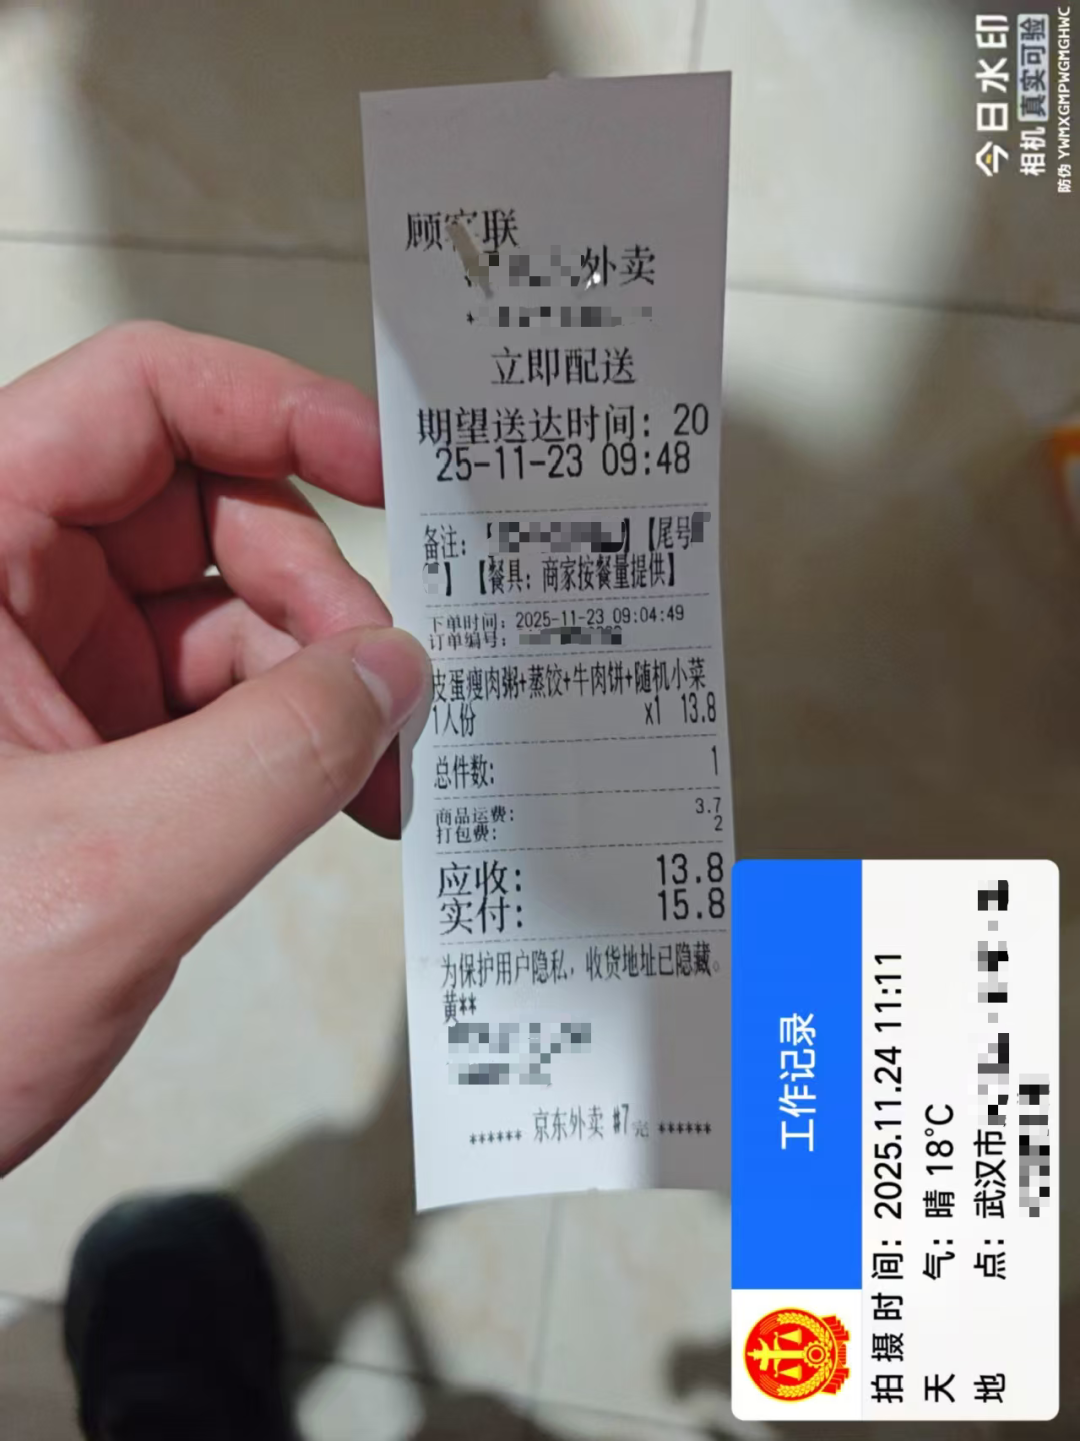 顾客联
外卖
立即配送
期望送达时间：20
25-11-23 09:48
备注：
【尾号
】【餐具：商家按餐量提供】
下单时间：2025-11-23 09:04:49
订单编号：
皮蛋瘦肉粥+蒸饺+牛肉饼+随机小菜
1人份 x1 13.8
总件数： 1
商品运费： 3.7
打包费： 2
应收： 13.8
实付： 15.8
为保护用户隐私，收货地址已隐藏。
黄**
****** 京东外卖 #7完 ******
今日水印
相机 真实可验
防伪 YWMXGMPWGMGHWC
工作记录
拍摄时间：2025.11.24 11:11
天气：晴 18°C
地点：武汉市